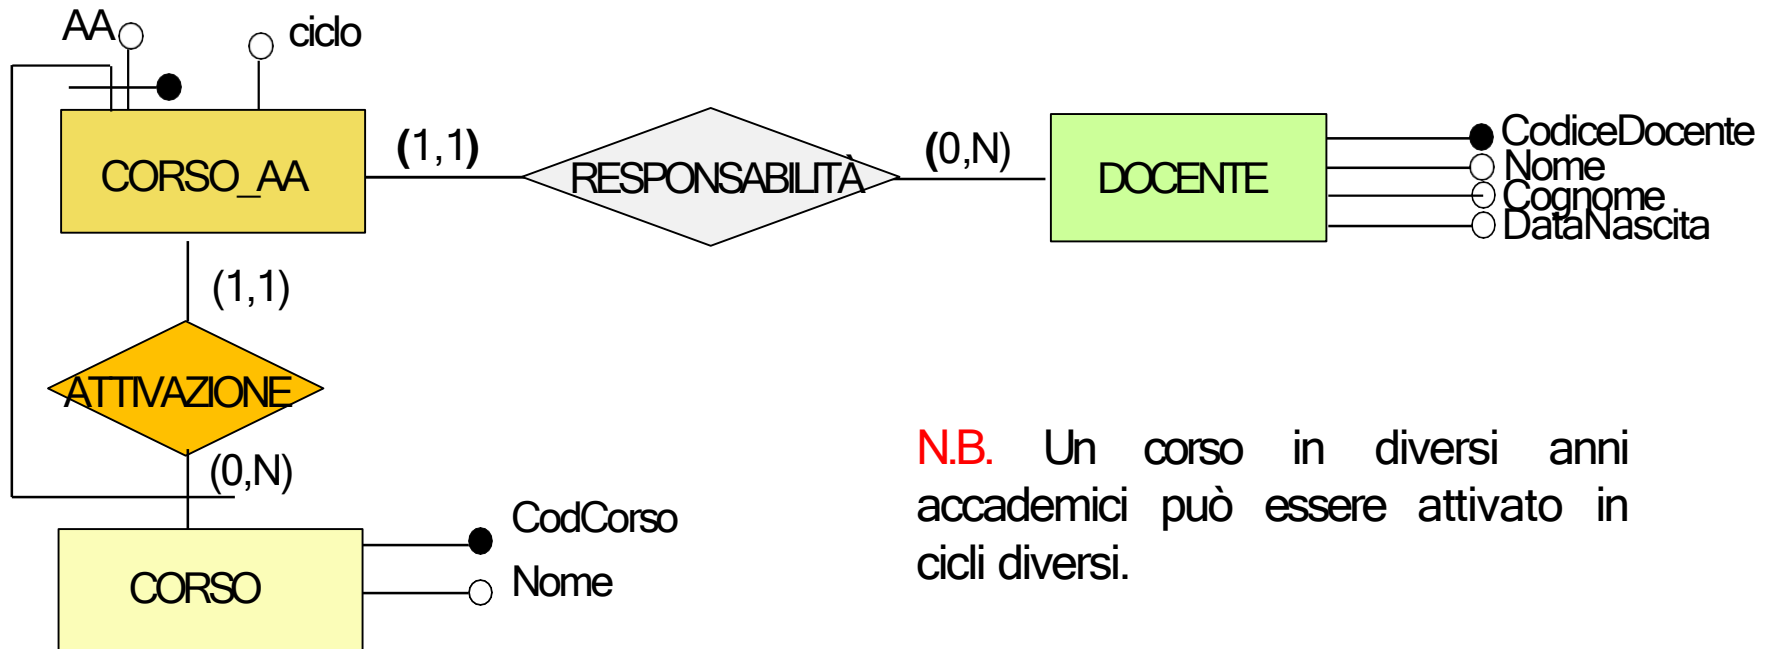 AA
ciclo
CORSO_AA
(1,1)
RESPONSABILITÀ
(0,N)
DOCENTE
CodiceDocente
Nome
Cognome
DataNascita
(1,1)
ATTIVAZIONE
(0,N)
CORSO
CodCorso
Nome
N.B. Un corso in diversi anni
accademici può essere attivato in
cicli diversi.